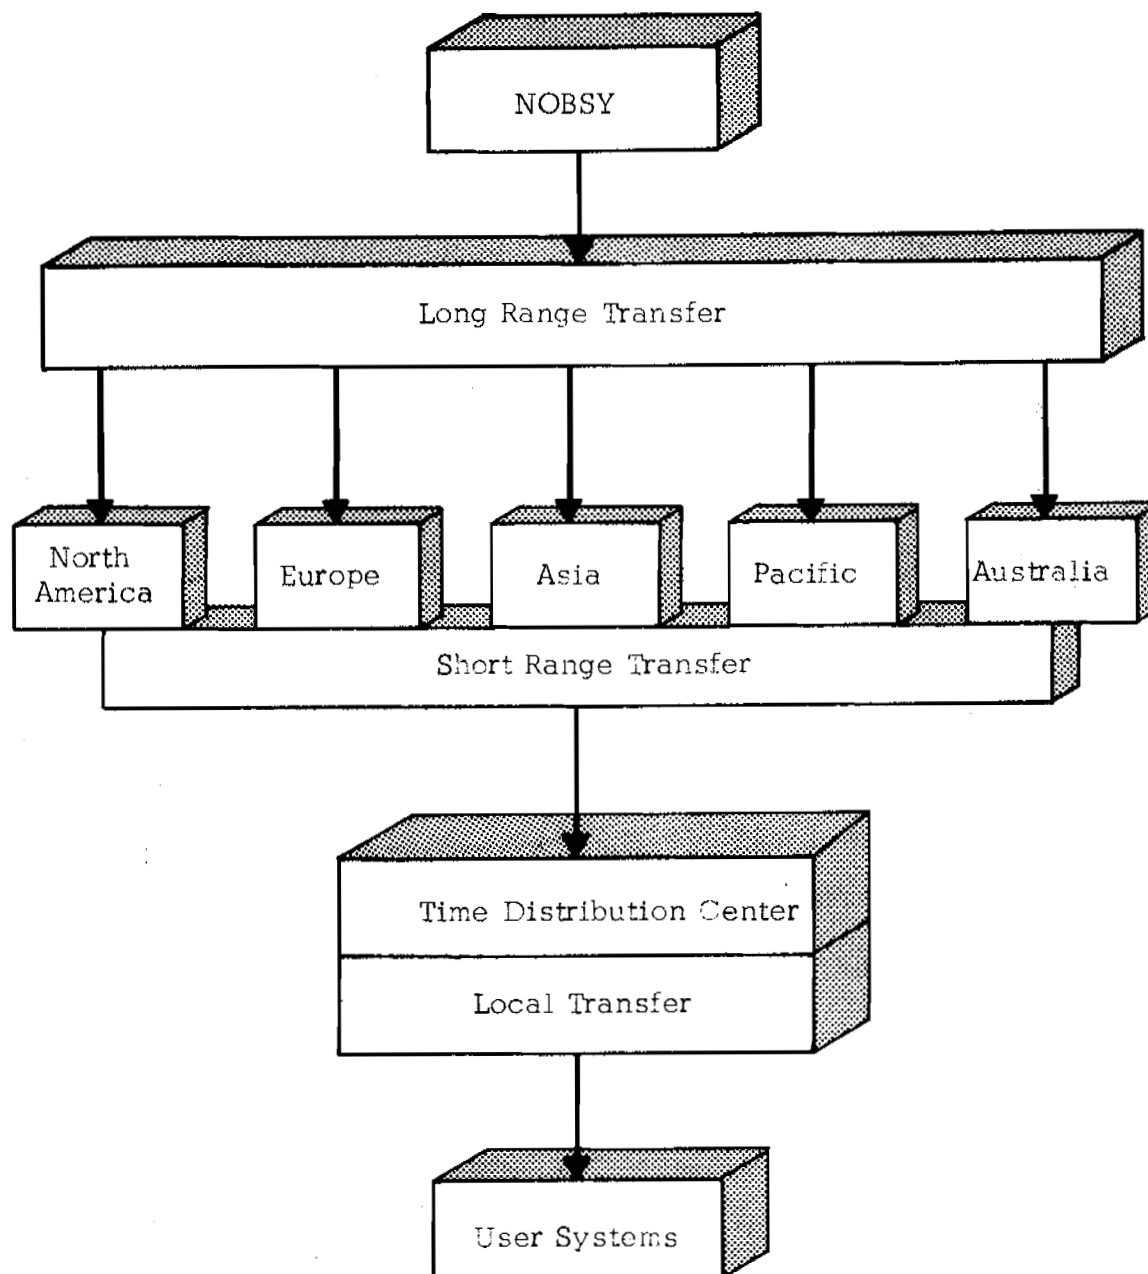 NOBSY
Long Range Transfer
North
America
Europe
Asia
Pacific
Australia
Short Range Transfer
Time Distribution Center
Local Transfer
User Systems